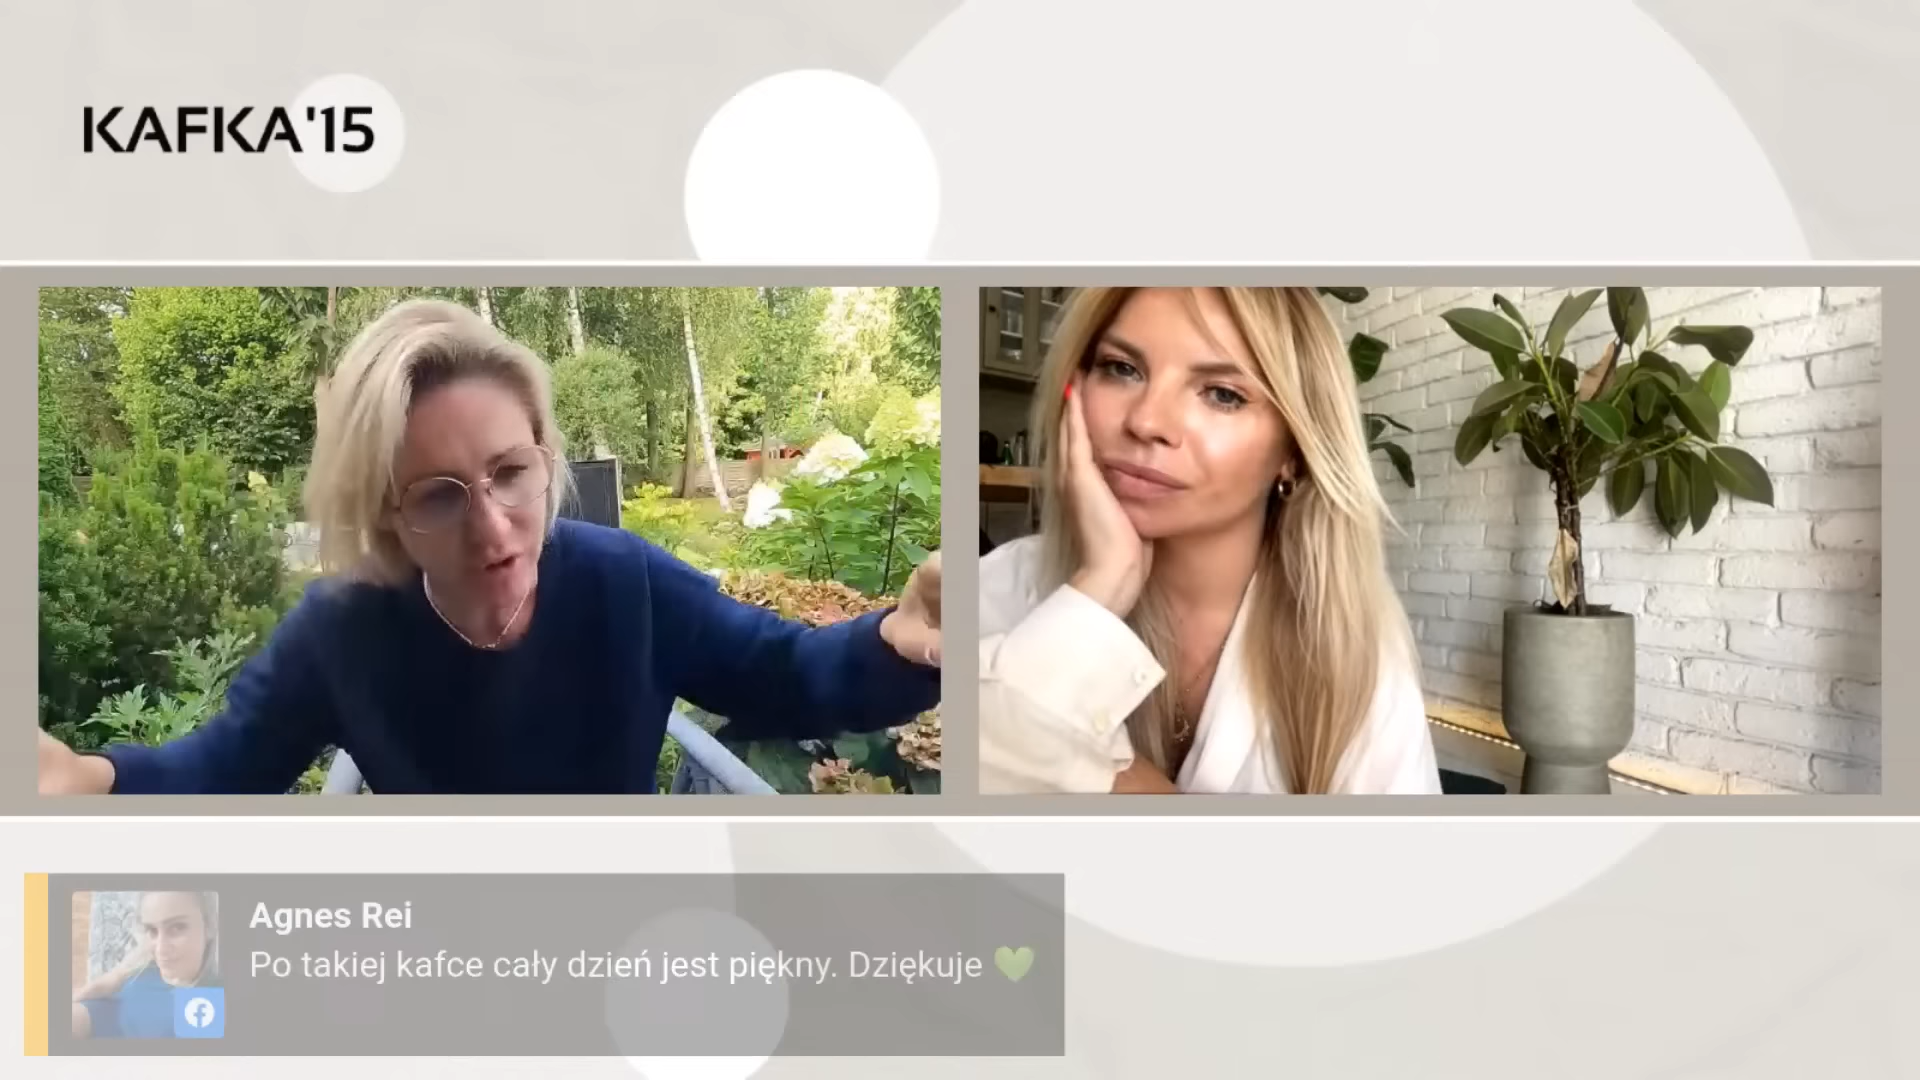 KAFKA'15
Agnes Rei
Po takiej kafce cały dzień jest piękny. Dziękuje 💚